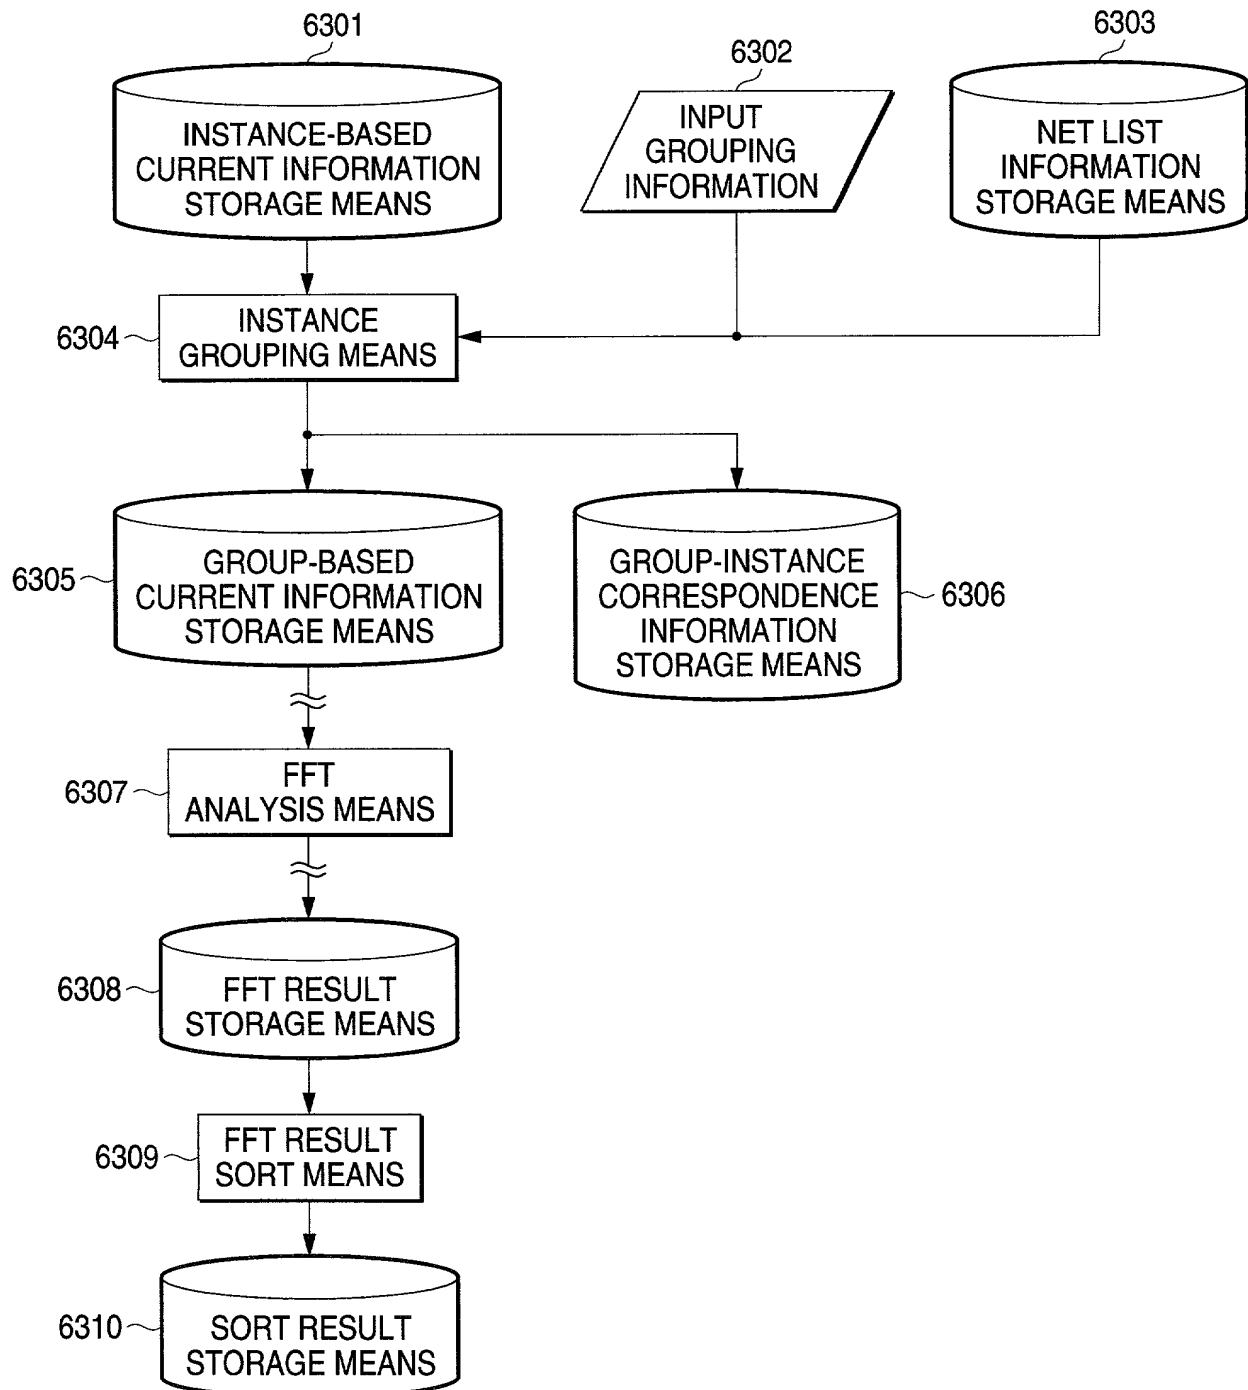 6301
INSTANCE-BASED
CURRENT INFORMATION
STORAGE MEANS
6302
INPUT
GROUPING
INFORMATION
6303
NET LIST
INFORMATION
STORAGE MEANS
6304
INSTANCE
GROUPING MEANS
6305
GROUP-BASED
CURRENT INFORMATION
STORAGE MEANS
GROUP-INSTANCE
CORRESPONDENCE
INFORMATION
STORAGE MEANS
6306
6307
FFT
ANALYSIS MEANS
6308
FFT RESULT
STORAGE MEANS
6309
FFT RESULT
SORT MEANS
6310
SORT RESULT
STORAGE MEANS